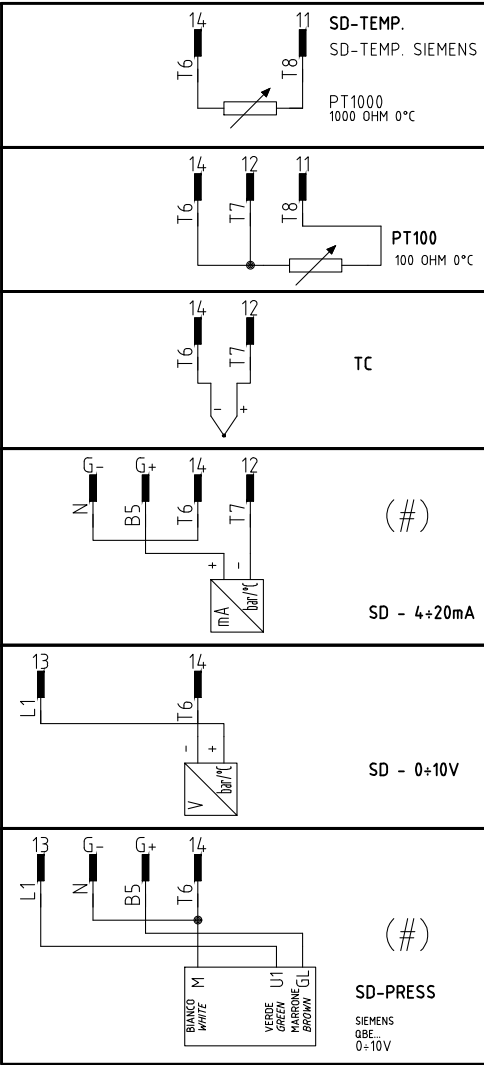 14 11 SD-TEMP.
SD-TEMP. SIEMENS
T6 T8
PT1000
1000 OHM 0°C
14 12 11
T6 T7 T8
PT100
100 OHM 0°C
14 12
T6 T7
TC
- +
G- G+ 14 12
N B5 T6 T7
(#)
+ -
mA bar/°C
SD - 4÷20mA
13 14
L1 T6
- +
V bar/°C
SD - 0÷10V
13 G- G+ 14
L1 N B5 T6
(#)
M U1 GL
BIANCO
WHITE
VERDE
GREEN
MARRONE
BROWN
SD-PRESS
SIEMENS
QBE...
0÷10V